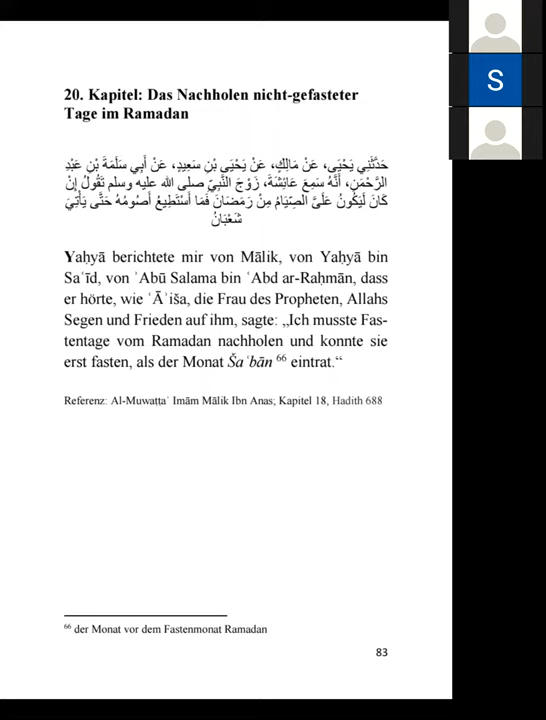 20. Kapitel: Das Nachholen nicht-gefasteter
Tage im Ramadan
حَدَّثَنِي يَحْيَى، عَنْ مَالِكٍ، عَنْ يَحْيَى بْنِ سَعِيدٍ، عَنْ أَبِي سَلَمَةَ بْنِ عَبْدِ
الرَّحْمَنِ، أَنَّهُ سَمِعَ عَائِشَةَ، زَوْجَ النَّبِيِّ صلى الله عليه وسلم تَقُولُ إِنْ
كَانَ لَيَكُونُ عَلَىَّ الصِّيَامُ مِنْ رَمَضَانَ فَمَا أَسْتَطِيعُ أَصُومُهُ حَتَّى يَأْتِيَ
شَعْبَانُ
Yaḥyā berichtete mir von Mālik, von Yaḥyā bin
Saʿīd, von ʾAbū Salama bin ʿAbd ar-Raḥmān, dass
er hörte, wie ʿĀʾiša, die Frau des Propheten, Allahs
Segen und Frieden auf ihm, sagte: „Ich musste Fas-
tentage vom Ramadan nachholen und konnte sie
erst fasten, als der Monat Šaʿbān ⁶⁶ eintrat.“
Referenz: Al-Muwaṭṭaʾ Imām Mālik Ibn Anas; Kapitel 18, Hadith 688
⁶⁶ der Monat vor dem Fastenmonat Ramadan
83
S